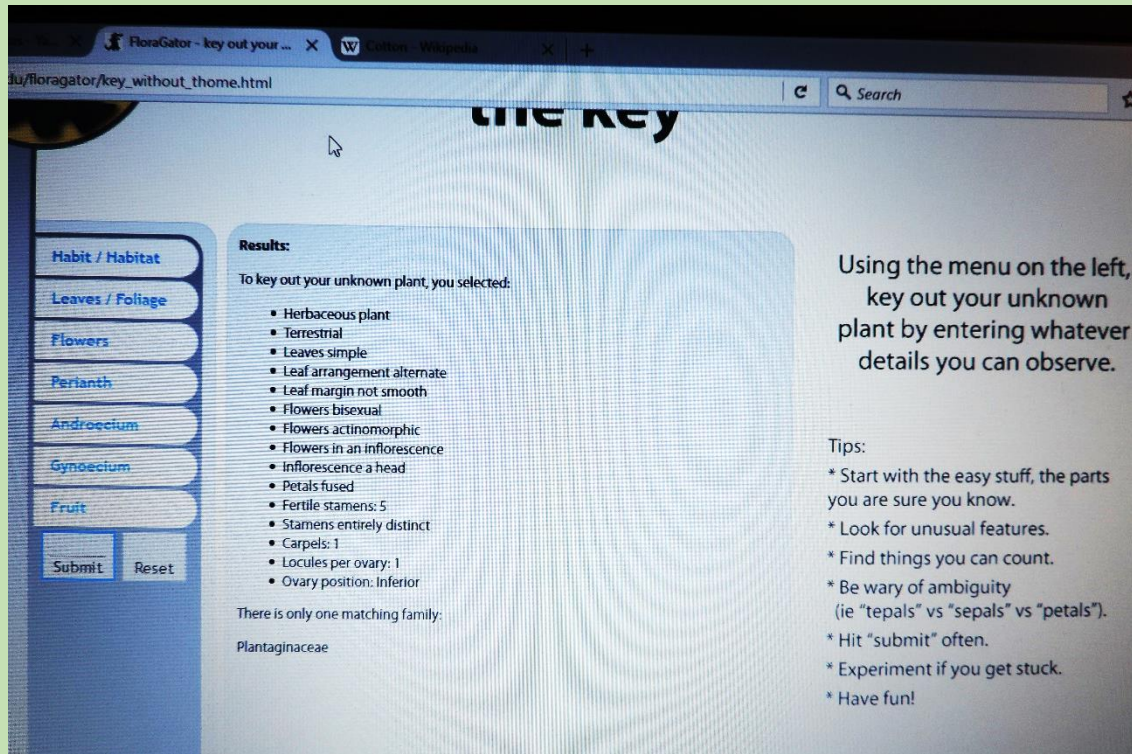 FloraGator - key out your ...
Cotton - Wikipedia
du/floragator/key_without_thome.html
Search
the key
Habit / Habitat
Leaves / Foliage
Flowers
Perianth
Androecium
Gynoecium
Fruit
Submit
Reset
Results:
To key out your unknown plant, you selected:
• Herbaceous plant
• Terrestrial
• Leaves simple
• Leaf arrangement alternate
• Leaf margin not smooth
• Flowers bisexual
• Flowers actinomorphic
• Flowers in an inflorescence
• Inflorescence a head
• Petals fused
• Fertile stamens: 5
• Stamens entirely distinct
• Carpels: 1
• Locules per ovary: 1
• Ovary position: Inferior
There is only one matching family:
Plantaginaceae
Using the menu on the left,
key out your unknown
plant by entering whatever
details you can observe.
Tips:
* Start with the easy stuff, the parts
you are sure you know.
* Look for unusual features.
* Find things you can count.
* Be wary of ambiguity
(ie "tepals" vs "sepals" vs "petals").
* Hit "submit" often.
* Experiment if you get stuck.
* Have fun!